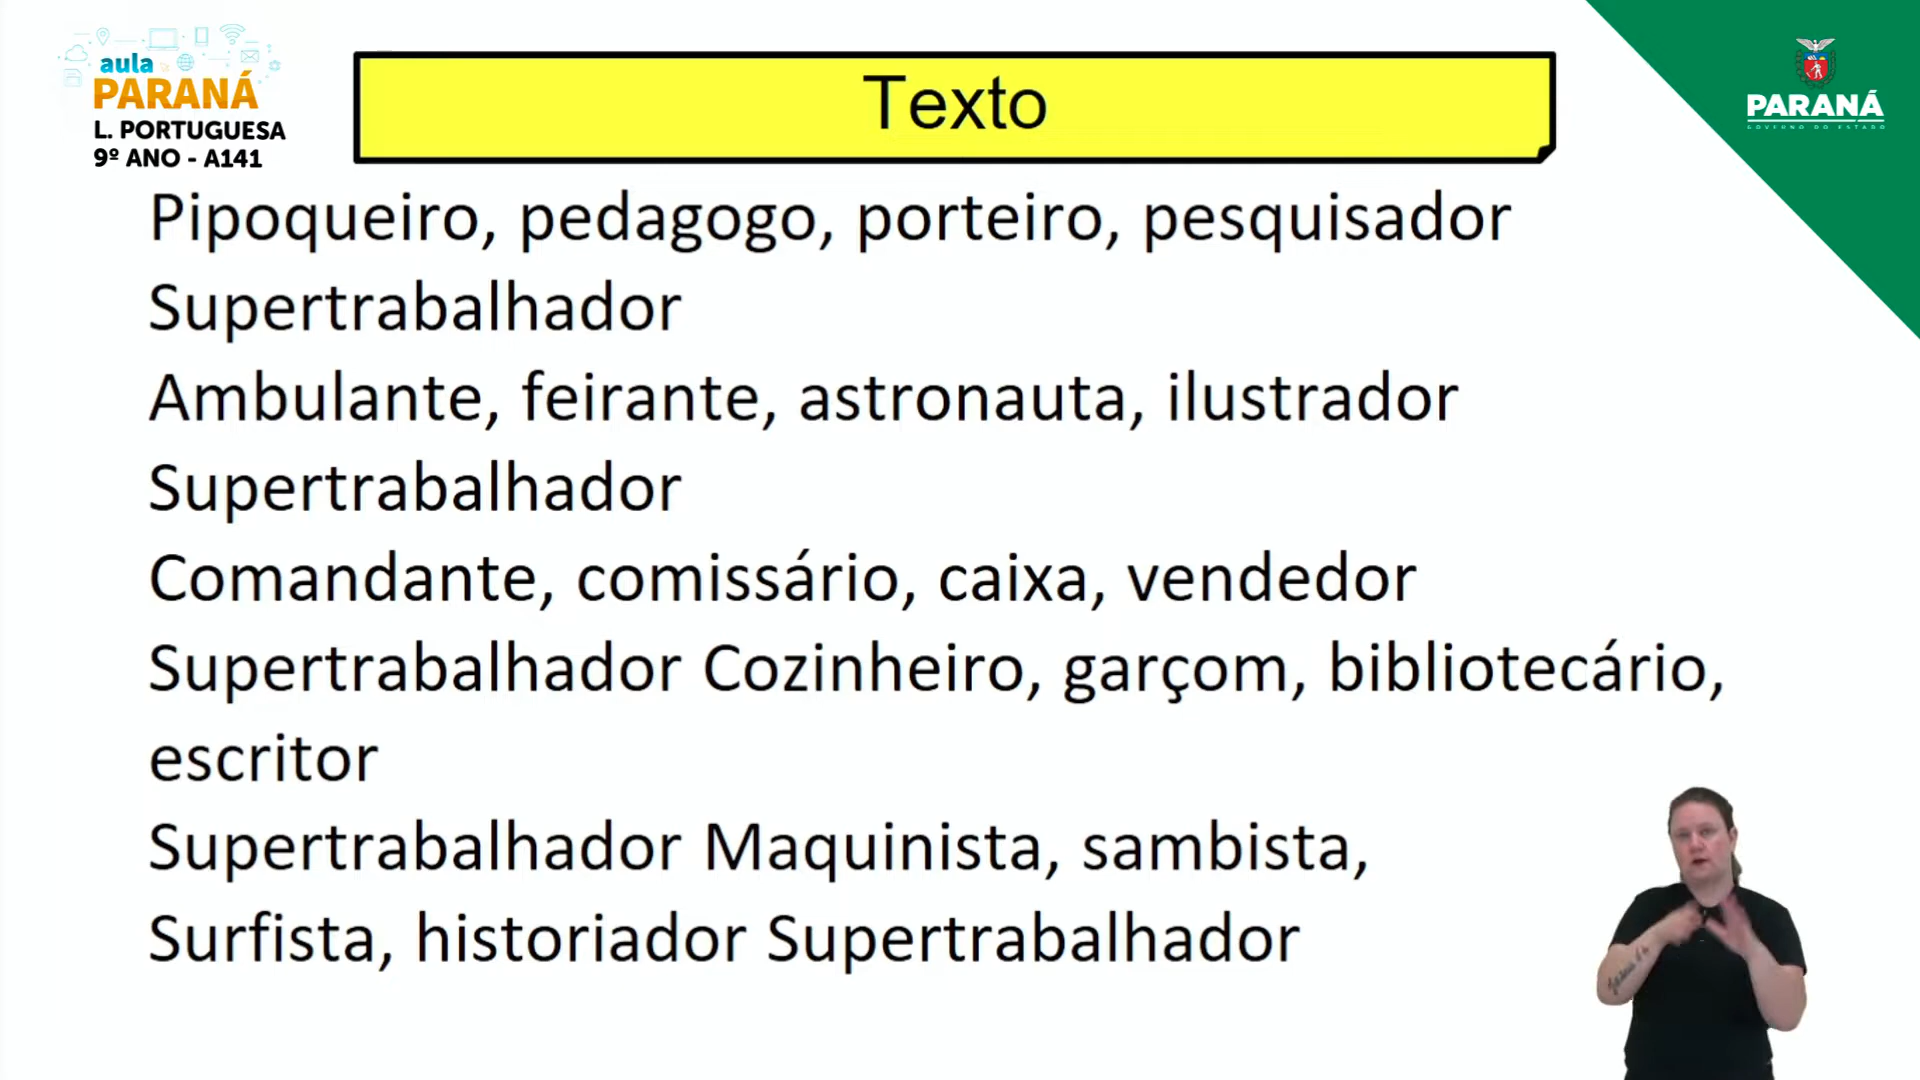 aula
PARANÁ
L. PORTUGUESA
9º ANO - A141
Texto
PARANÁ
GOVERNO DO ESTADO
Pipoqueiro, pedagogo, porteiro, pesquisador
Supertrabalhador
Ambulante, feirante, astronauta, ilustrador
Supertrabalhador
Comandante, comissário, caixa, vendedor
Supertrabalhador Cozinheiro, garçom, bibliotecário,
escritor
Supertrabalhador Maquinista, sambista,
Surfista, historiador Supertrabalhador